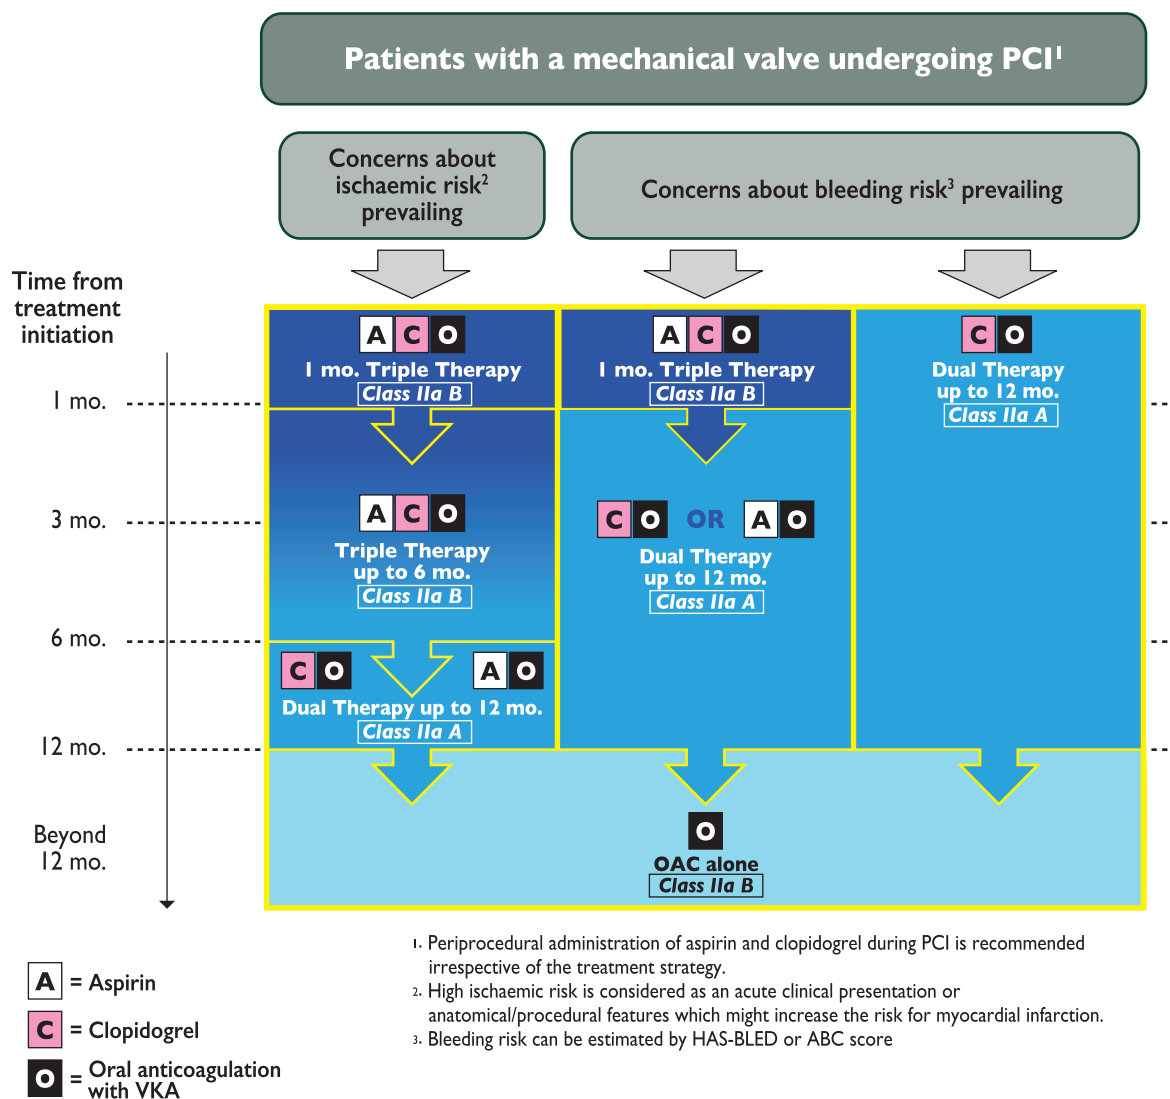 Patients with a mechanical valve undergoing PCI1
Concerns about
ischaemic risk2
prevailing
Concerns about bleeding risk3 prevailing
Time from
treatment
initiation
A C O
1 mo. Triple Therapy
Class IIa B
A C O
1 mo. Triple Therapy
Class IIa B
C O
Dual Therapy
up to 12 mo.
Class IIa A
1 mo.
A C O
Triple Therapy
up to 6 mo.
Class IIa B
C O OR A O
Dual Therapy
up to 12 mo.
Class IIa A
3 mo.
6 mo.
C O A O
Dual Therapy up to 12 mo.
Class IIa A
12 mo.
Beyond
12 mo.
O
OAC alone
Class IIa B
A = Aspirin
C = Clopidogrel
O = Oral anticoagulation
with VKA
1. Periprocedural administration of aspirin and clopidogrel during PCI is recommended
irrespective of the treatment strategy.
2. High ischaemic risk is considered as an acute clinical presentation or
anatomical/procedural features which might increase the risk for myocardial infarction.
3. Bleeding risk can be estimated by HAS-BLED or ABC score